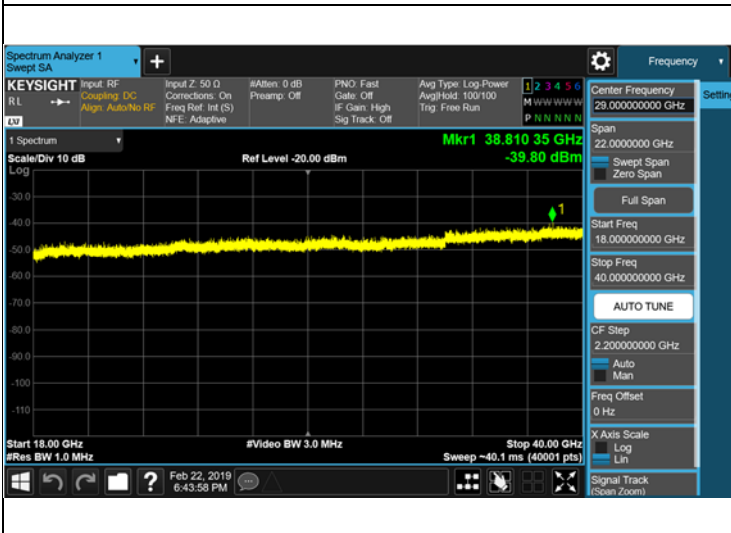 Spectrum Analyzer 1
Swept SA
+
Frequency
KEYSIGHT
RL
LXI
Input: RF
Coupling: DC
Align: Auto/No RF
Input Z: 50 Ω
Corrections: On
Freq Ref: Int (S)
NFE: Adaptive
#Atten: 0 dB
Preamp: Off
PNO: Fast
Gate: Off
IF Gain: High
Sig Track: Off
Avg Type: Log-Power
Avg|Hold: 100/100
Trig: Free Run
1 2 3 4 5 6
M W W W W W
P N N N N N
1 Spectrum
Scale/Div 10 dB
Log
Ref Level -20.00 dBm
Mkr1 38.810 35 GHz
-39.80 dBm
1
-30.0
-40.0
-50.0
-60.0
-70.0
-80.0
-90.0
-100
-110
Start 18.00 GHz
#Res BW 1.0 MHz
#Video BW 3.0 MHz
Stop 40.00 GHz
Sweep ~40.1 ms (40001 pts)
Feb 22, 2019
6:43:58 PM
?
Center Frequency
29.000000000 GHz
Span
22.0000000 GHz
Swept Span
Zero Span
Full Span
Start Freq
18.000000000 GHz
Stop Freq
40.000000000 GHz
AUTO TUNE
CF Step
2.200000000 GHz
Auto
Man
Freq Offset
0 Hz
X Axis Scale
Log
Lin
Signal Track
(Span Zoom)